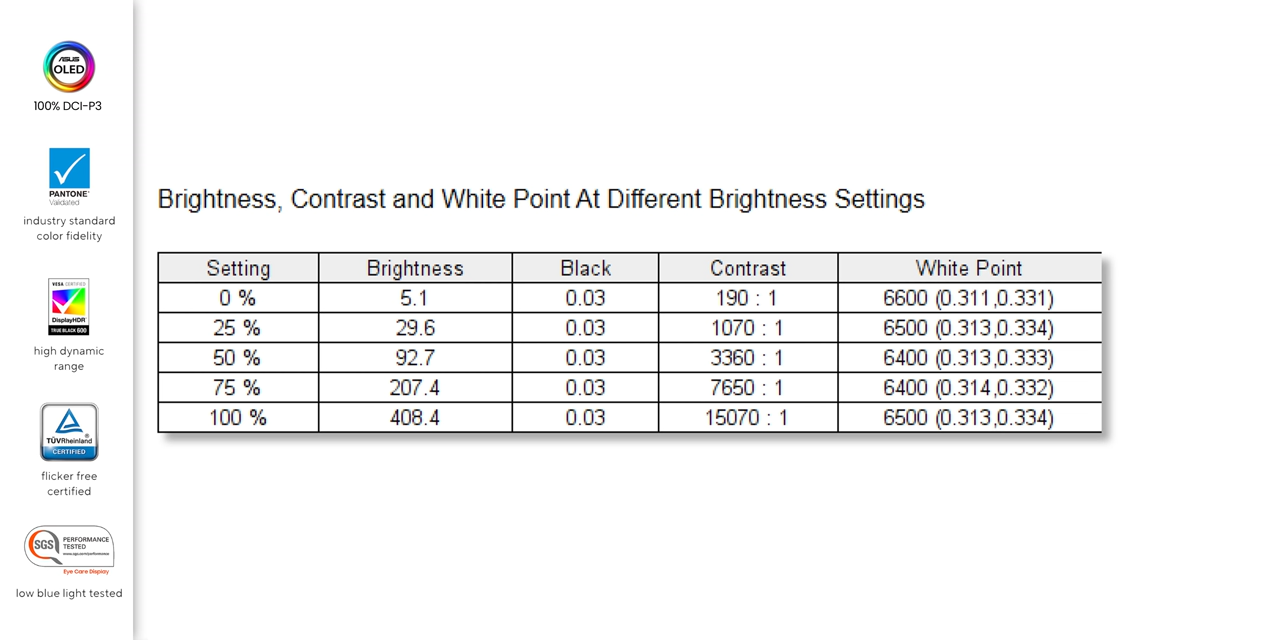 ASUS
OLED
100% DCI-P3
PANTONE®
Validated
industry standard
color fidelity
VESA CERTIFIED
DisplayHDR™
TRUE BLACK 600
high dynamic
range
TÜVRheinland®
CERTIFIED
flicker free
certified
SGS
PERFORMANCE
TESTED
www.sgs.com/performance
Eye Care Display
low blue light tested
Brightness, Contrast and White Point At Different Brightness Settings
Setting Brightness Black Contrast White Point
0 % 5.1 0.03 190 : 1 6600 (0.311,0.331)
25 % 29.6 0.03 1070 : 1 6500 (0.313,0.334)
50 % 92.7 0.03 3360 : 1 6400 (0.313,0.333)
75 % 207.4 0.03 7650 : 1 6400 (0.314,0.332)
100 % 408.4 0.03 15070 : 1 6500 (0.313,0.334)